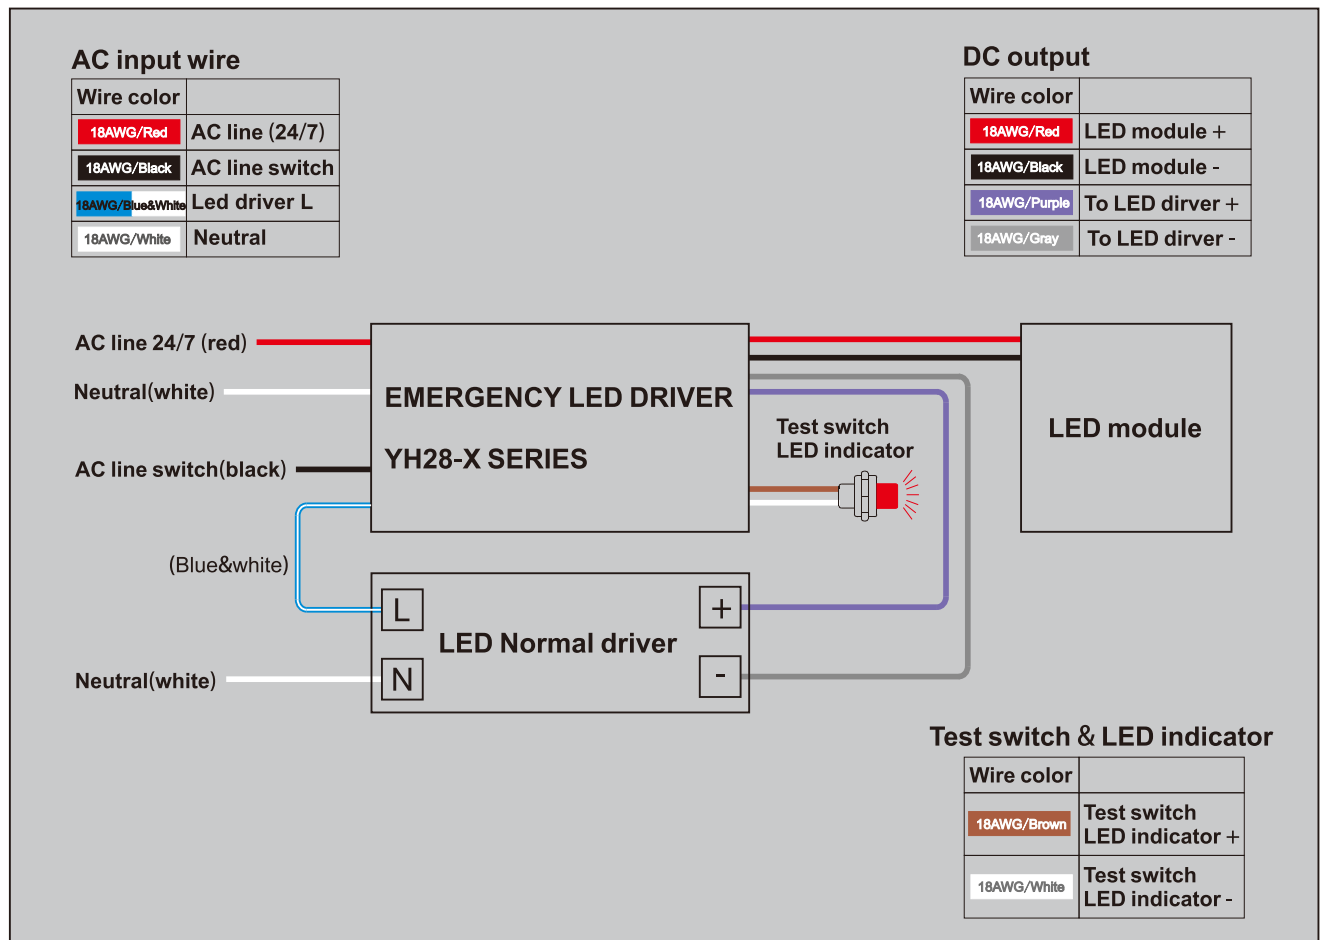 AC input wire
Wire color
18AWG/Red AC line (24/7)
18AWG/Black AC line switch
18AWG/Blue&White Led driver L
18AWG/White Neutral
DC output
Wire color
18AWG/Red LED module +
18AWG/Black LED module -
18AWG/Purple To LED dirver +
18AWG/Gray To LED dirver -
AC line 24/7 (red)
Neutral(white)
AC line switch(black)
(Blue&white)
Neutral(white)
EMERGENCY LED DRIVER
YH28-X SERIES
Test switch
LED indicator
LED module
L
N
LED Normal driver
+
-
Test switch & LED indicator
Wire color
18AWG/Brown Test switch
LED indicator +
18AWG/White Test switch
LED indicator -